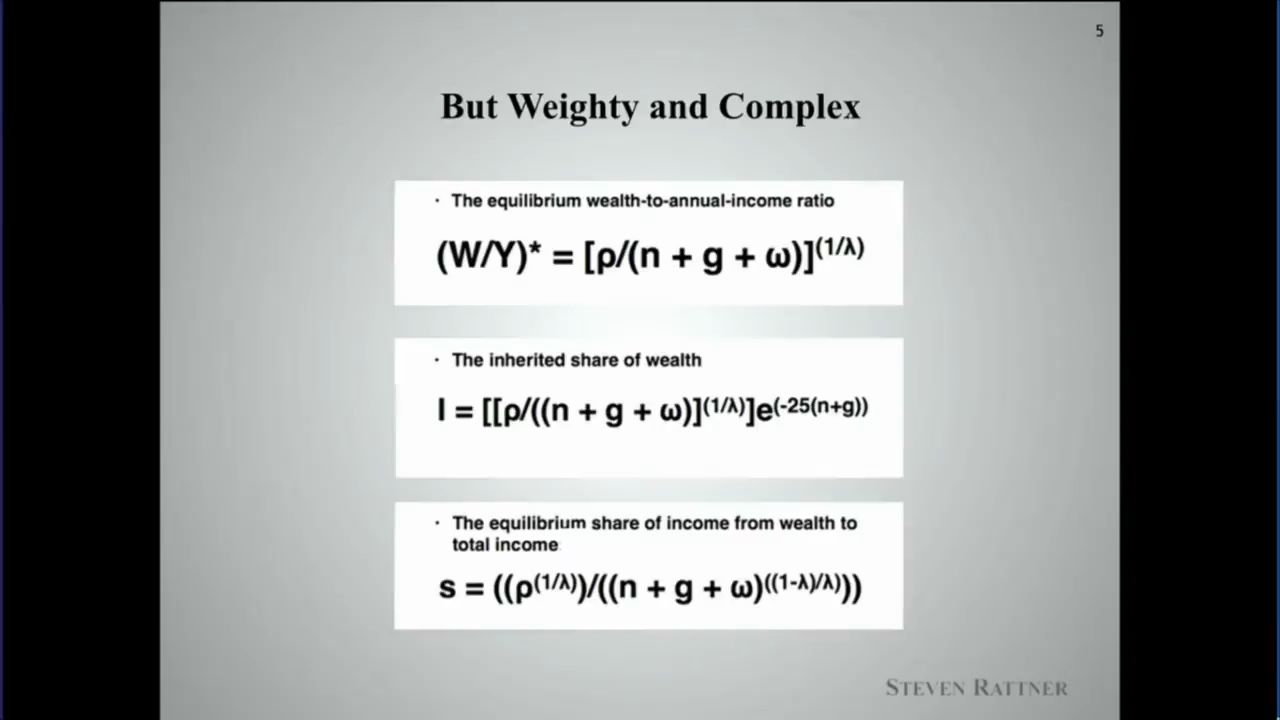 5
But Weighty and Complex
· The equilibrium wealth-to-annual-income ratio
(W/Y)* = [ρ/(n + g + ω)]^(1/λ)
· The inherited share of wealth
I = [[ρ/((n + g + ω)]^(1/λ)]e^(-25(n+g))
· The equilibrium share of income from wealth to
total income
s = ((ρ^(1/λ))/((n + g + ω)^((1-λ)/λ)))
STEVEN RATTNER